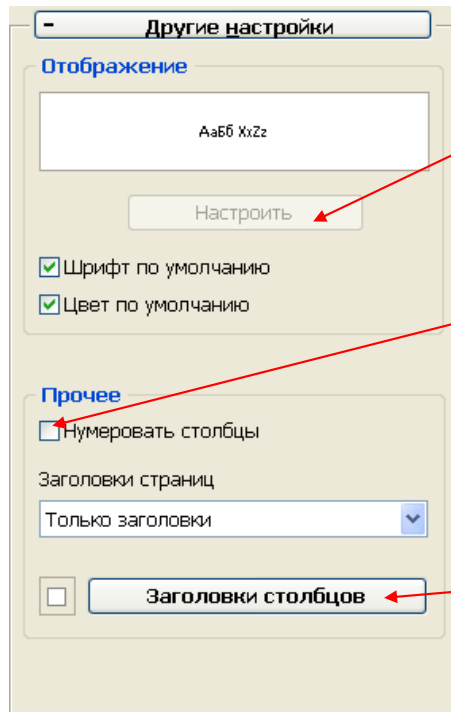 - Другие настройки
Отображение
АаБб XxZz
Настроить
Шрифт по умолчанию
Цвет по умолчанию
Прочее
Нумеровать столбцы
Заголовки страниц
Только заголовки
Заголовки столбцов